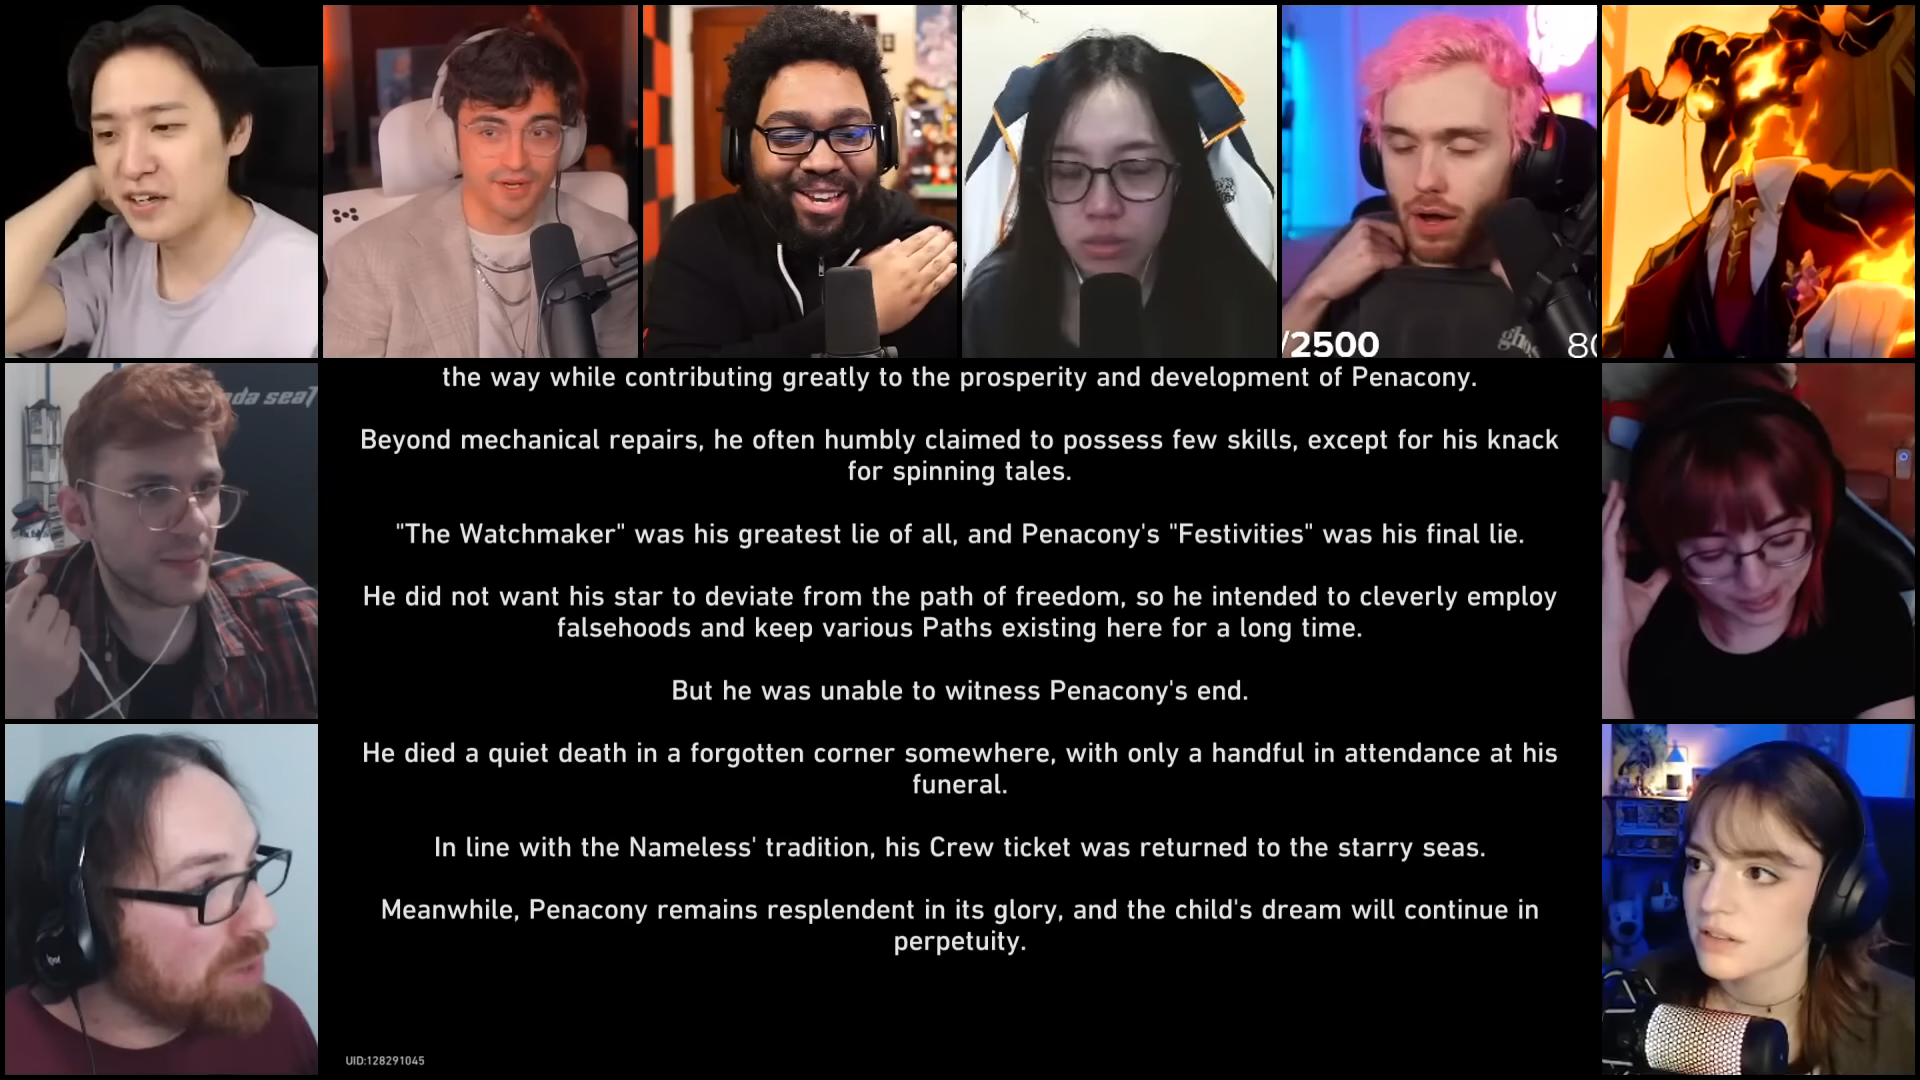 /2500
80
the way while contributing greatly to the prosperity and development of Penacony.
Beyond mechanical repairs, he often humbly claimed to possess few skills, except for his knack
for spinning tales.
"The Watchmaker" was his greatest lie of all, and Penacony's "Festivities" was his final lie.
He did not want his star to deviate from the path of freedom, so he intended to cleverly employ
falsehoods and keep various Paths existing here for a long time.
But he was unable to witness Penacony's end.
He died a quiet death in a forgotten corner somewhere, with only a handful in attendance at his
funeral.
In line with the Nameless' tradition, his Crew ticket was returned to the starry seas.
Meanwhile, Penacony remains resplendent in its glory, and the child's dream will continue in
perpetuity.
UID:128291045